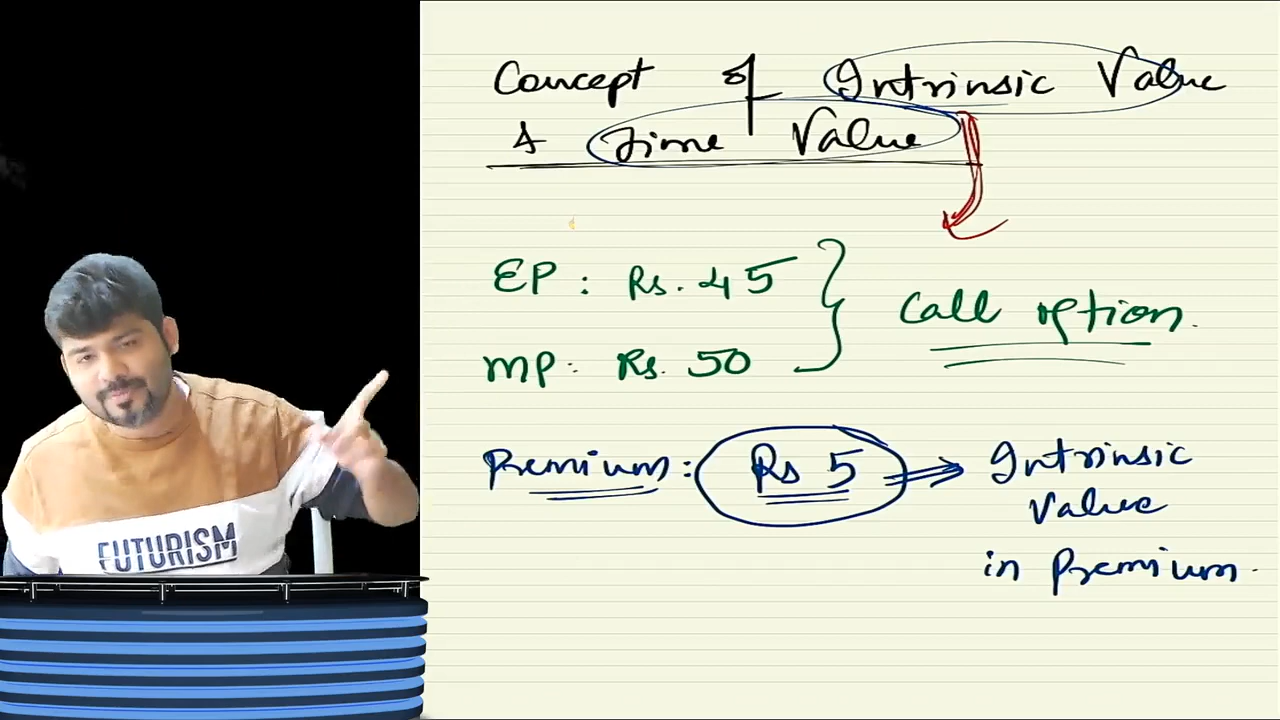 Concept of Intrinsic Value
& Time Value
EP : Rs. 45
MP: Rs. 50
Call option.
Premium: Rs 5 ⇒ Intrinsic
Value
in Premium.
FUTURISM